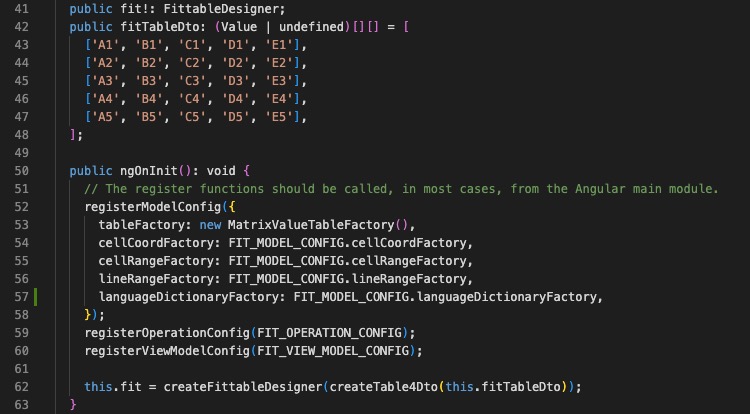 41 public fit!: FittableDesigner;
42 public fitTableDto: (Value | undefined)[][] = [
43 ['A1', 'B1', 'C1', 'D1', 'E1'],
44 ['A2', 'B2', 'C2', 'D2', 'E2'],
45 ['A3', 'B3', 'C3', 'D3', 'E3'],
46 ['A4', 'B4', 'C4', 'D4', 'E4'],
47 ['A5', 'B5', 'C5', 'D5', 'E5'],
48 ];
49
50 public ngOnInit(): void {
51 // The register functions should be called, in most cases, from the Angular main module.
52 registerModelConfig({
53 tableFactory: new MatrixValueTableFactory(),
54 cellCoordFactory: FIT_MODEL_CONFIG.cellCoordFactory,
55 cellRangeFactory: FIT_MODEL_CONFIG.cellRangeFactory,
56 lineRangeFactory: FIT_MODEL_CONFIG.lineRangeFactory,
57 languageDictionaryFactory: FIT_MODEL_CONFIG.languageDictionaryFactory,
58 });
59 registerOperationConfig(FIT_OPERATION_CONFIG);
60 registerViewModelConfig(FIT_VIEW_MODEL_CONFIG);
61
62 this.fit = createFittableDesigner(createTable4Dto(this.fitTableDto));
63 }